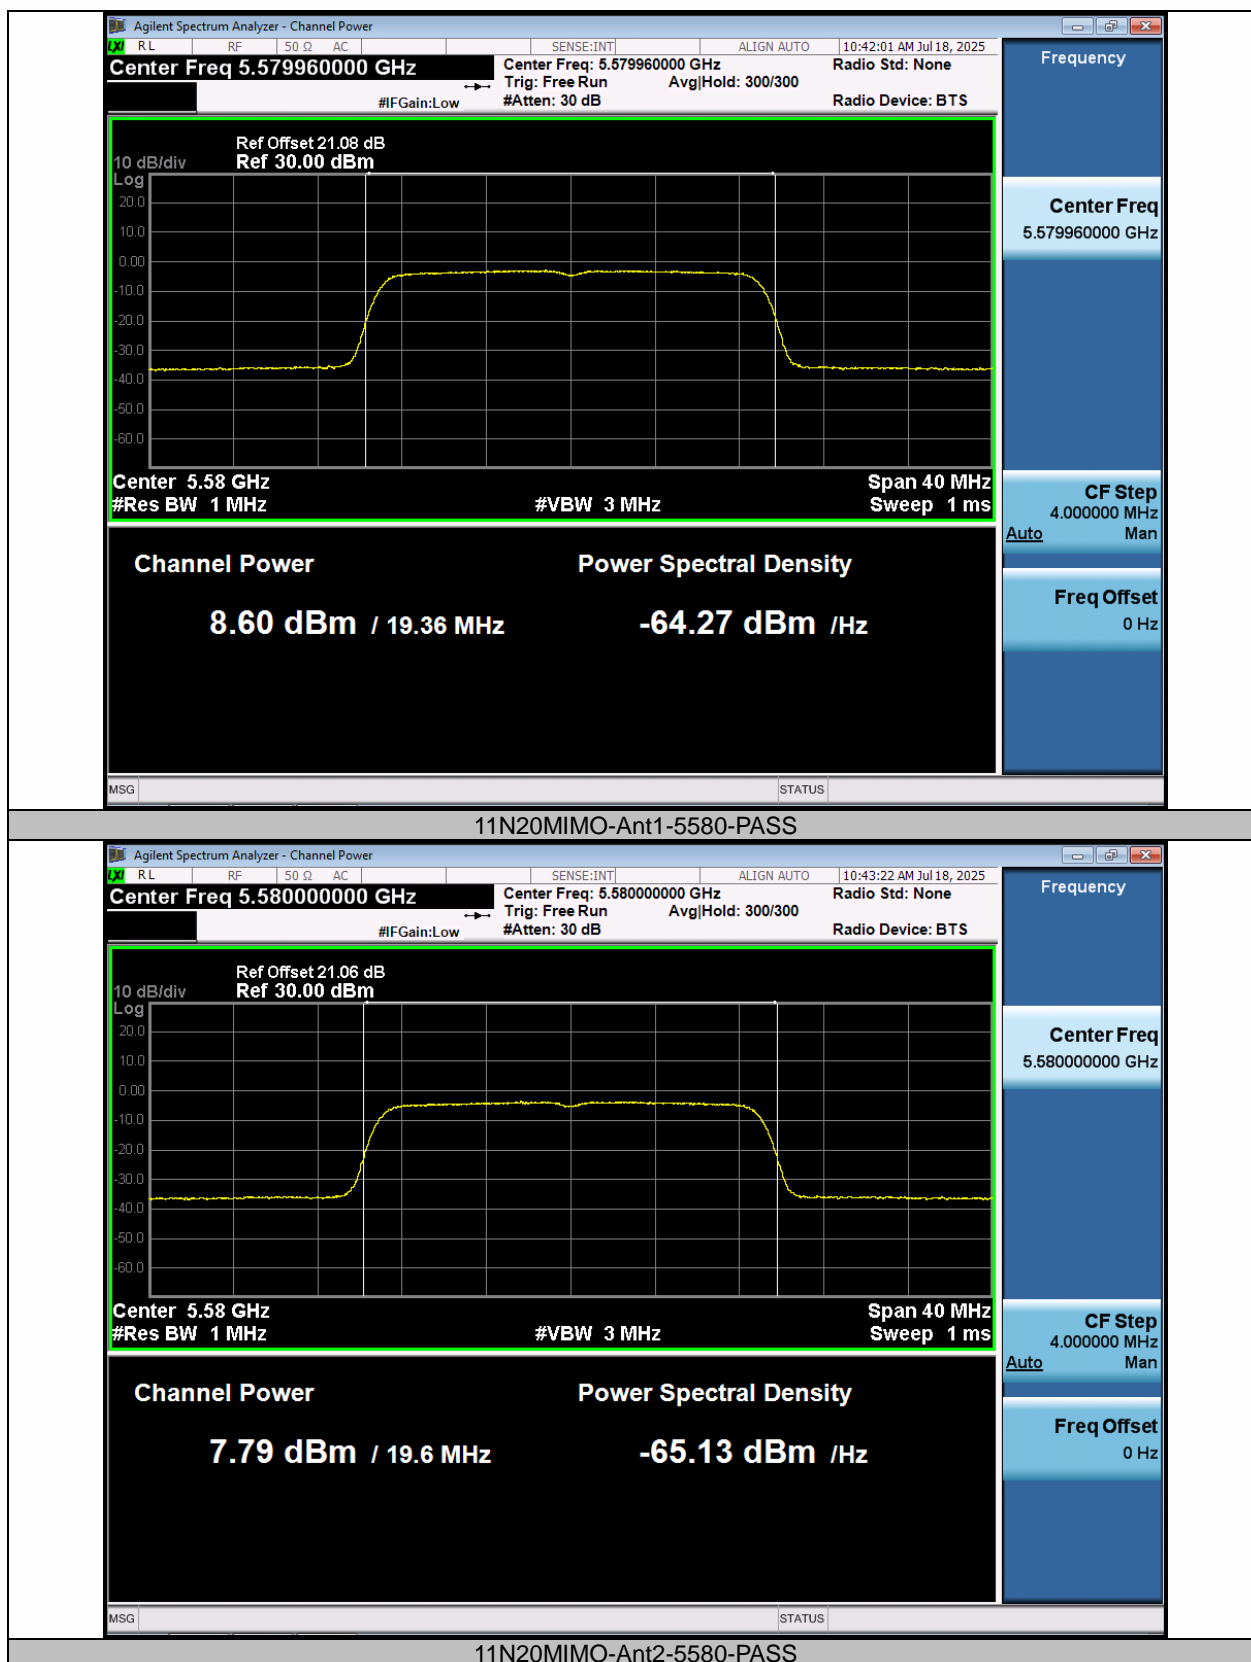 Agilent Spectrum Analyzer - Channel Power
LXI RL RF 50 Ω AC SENSE:INT ALIGN AUTO 10:42:01 AM Jul 18, 2025
Center Freq 5.579960000 GHz
Center Freq: 5.579960000 GHz Radio Std: None
Trig: Free Run Avg|Hold: 300/300
#IFGain:Low #Atten: 30 dB Radio Device: BTS
Ref Offset 21.08 dB
10 dB/div Ref 30.00 dBm
Log
20.0
10.0
0.00
-10.0
-20.0
-30.0
-40.0
-50.0
-60.0
Center 5.58 GHz Span 40 MHz
#Res BW 1 MHz #VBW 3 MHz Sweep 1 ms
Channel Power Power Spectral Density
8.60 dBm / 19.36 MHz -64.27 dBm /Hz
MSG STATUS
Frequency
Center Freq
5.579960000 GHz
CF Step
4.000000 MHz
Auto Man
Freq Offset
0 Hz
11N20MIMO-Ant1-5580-PASS
Agilent Spectrum Analyzer - Channel Power
LXI RL RF 50 Ω AC SENSE:INT ALIGN AUTO 10:43:22 AM Jul 18, 2025
Center Freq 5.580000000 GHz
Center Freq: 5.580000000 GHz Radio Std: None
Trig: Free Run Avg|Hold: 300/300
#IFGain:Low #Atten: 30 dB Radio Device: BTS
Ref Offset 21.06 dB
10 dB/div Ref 30.00 dBm
Log
20.0
10.0
0.00
-10.0
-20.0
-30.0
-40.0
-50.0
-60.0
Center 5.58 GHz Span 40 MHz
#Res BW 1 MHz #VBW 3 MHz Sweep 1 ms
Channel Power Power Spectral Density
7.79 dBm / 19.6 MHz -65.13 dBm /Hz
MSG STATUS
Frequency
Center Freq
5.580000000 GHz
CF Step
4.000000 MHz
Auto Man
Freq Offset
0 Hz
11N20MIMO-Ant2-5580-PASS